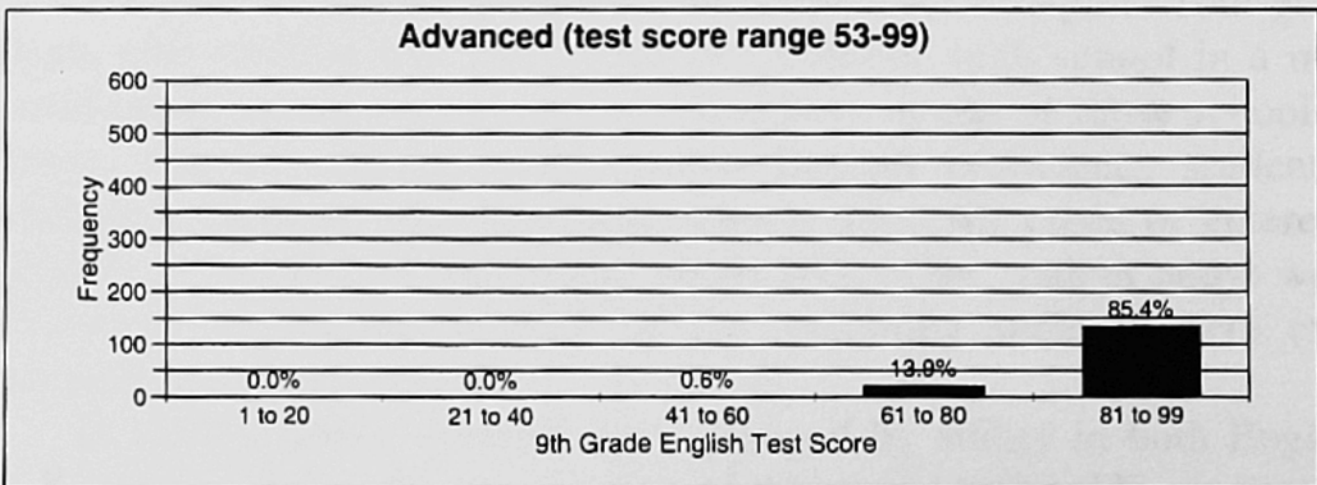 Advanced (test score range 53-99)
600
500
400
300
200
100
0
Frequency
0.0%
0.0%
0.6%
13.9%
85.4%
1 to 20
21 to 40
41 to 60
61 to 80
81 to 99
9th Grade English Test Score